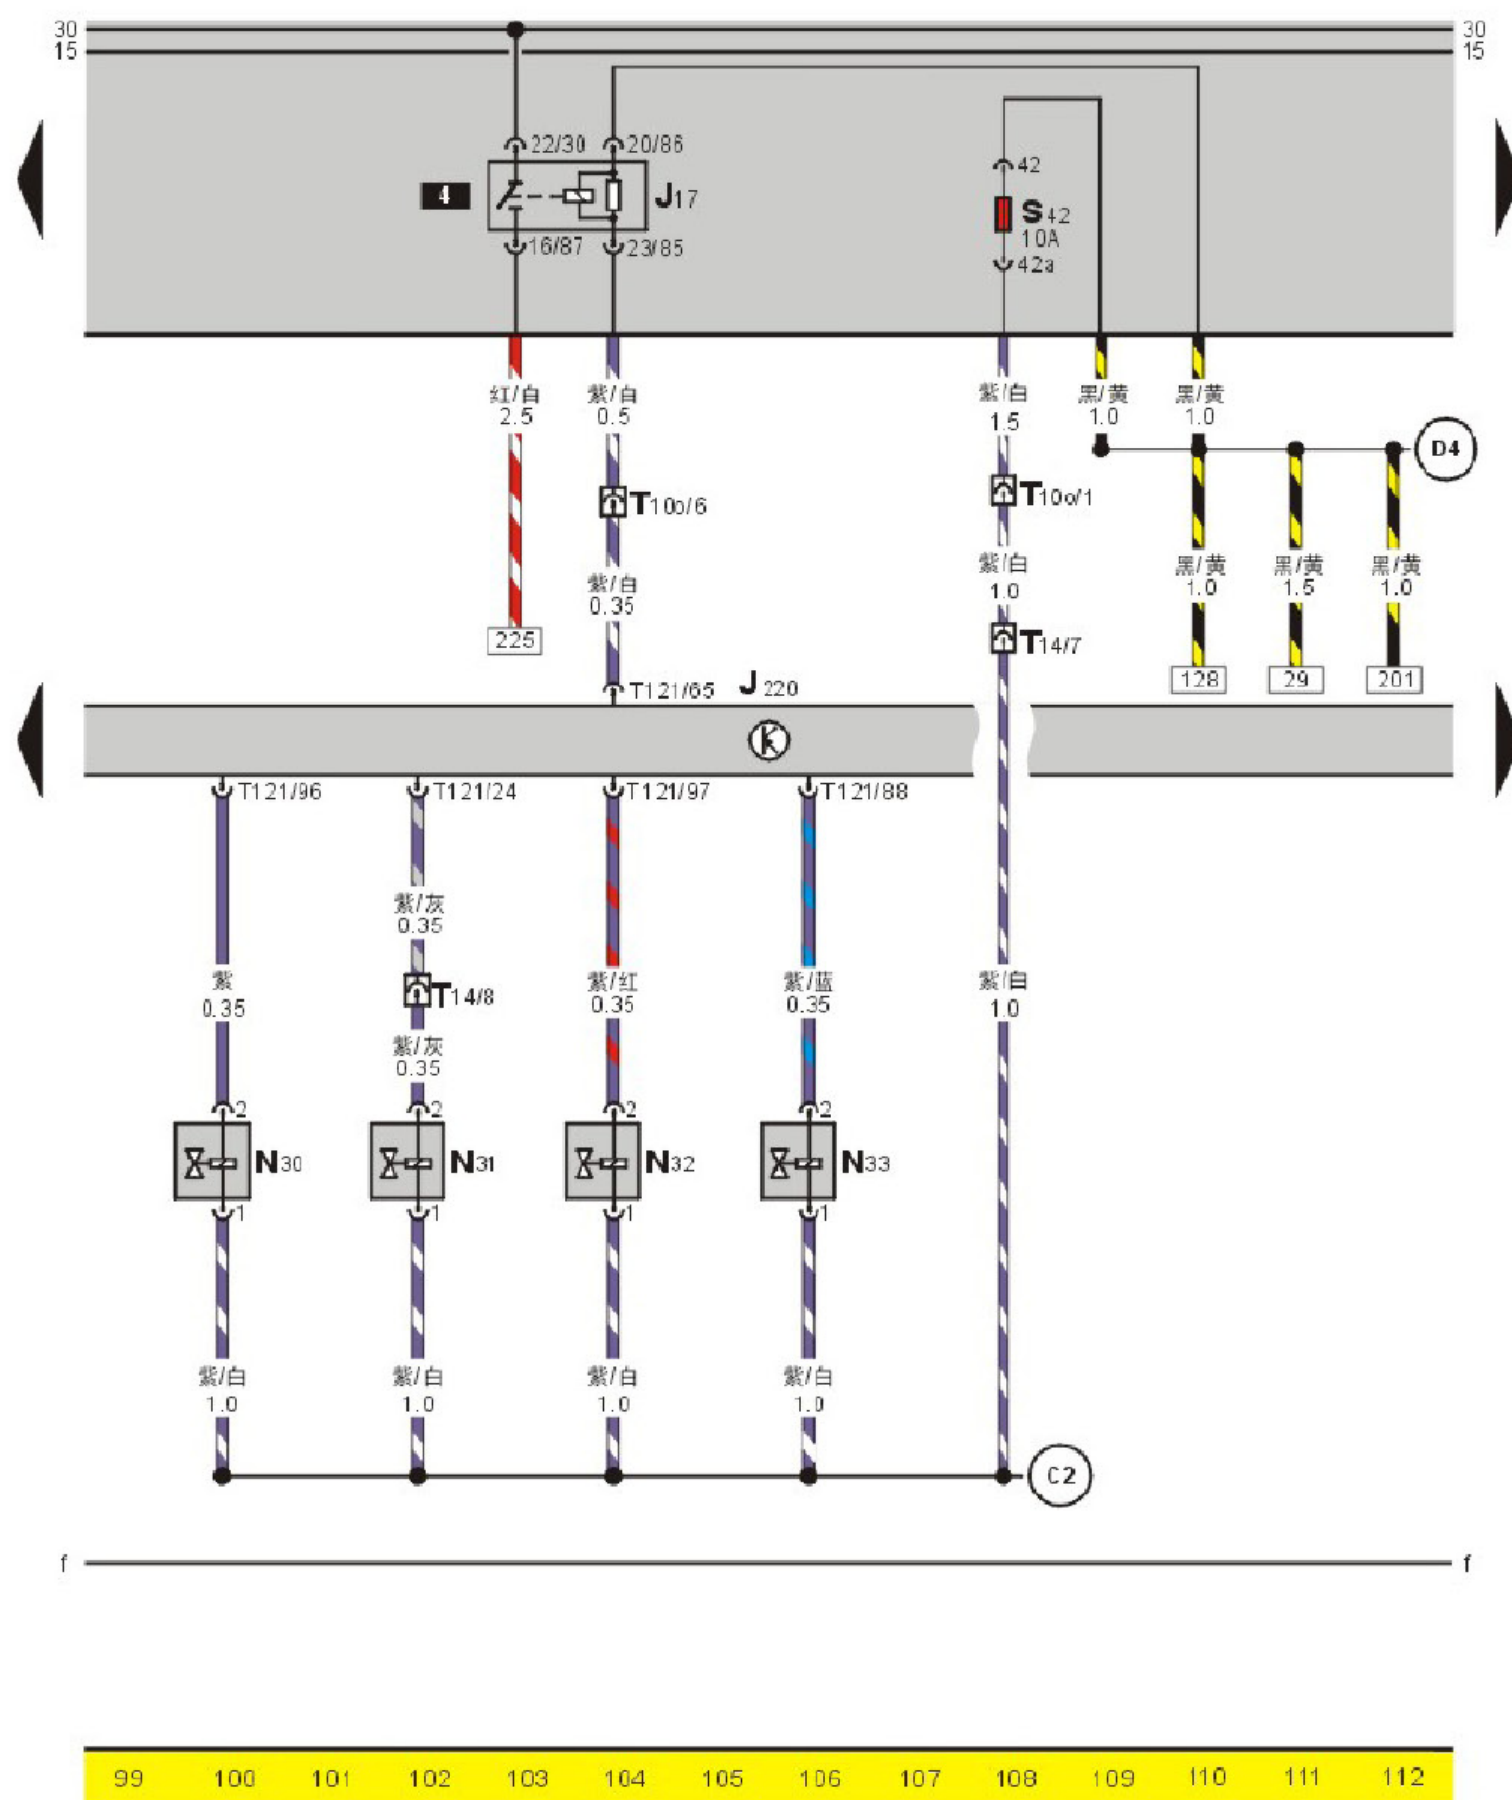 30 30
15 15
22/30 20/86
42
4 J17
S42
10A
16/87 23/85
42a
红/白 紫/白 紫/白 黑/黄 黑/黄
2.5 0.5 1.5 1.0 1.0
D4
T10o/6 T10o/1
紫/白 紫/白 黑/黄 黑/黄 黑/黄
0.35 1.0 1.0 1.5 1.0
225 T14/7
128 29 201
T121/65 J220
k
T121/96 T121/24 T121/97 T121/88
紫/灰
0.35
紫 紫/红 紫/蓝 紫/白
0.35 0.35 0.35 1.0
T14/8
紫/灰
0.35
2 2 2 2
N30 N31 N32 N33
1 1 1 1
紫/白 紫/白 紫/白 紫/白
1.0 1.0 1.0 1.0
C2
f f
99 100 101 102 103 104 105 106 107 108 109 110 111 112